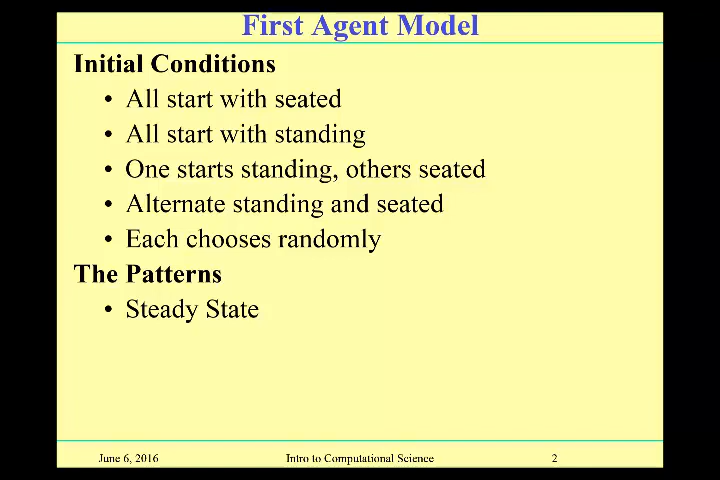 First Agent Model
Initial Conditions
• All start with seated
• All start with standing
• One starts standing, others seated
• Alternate standing and seated
• Each chooses randomly
The Patterns
• Steady State
June 6, 2016 Intro to Computational Science 2